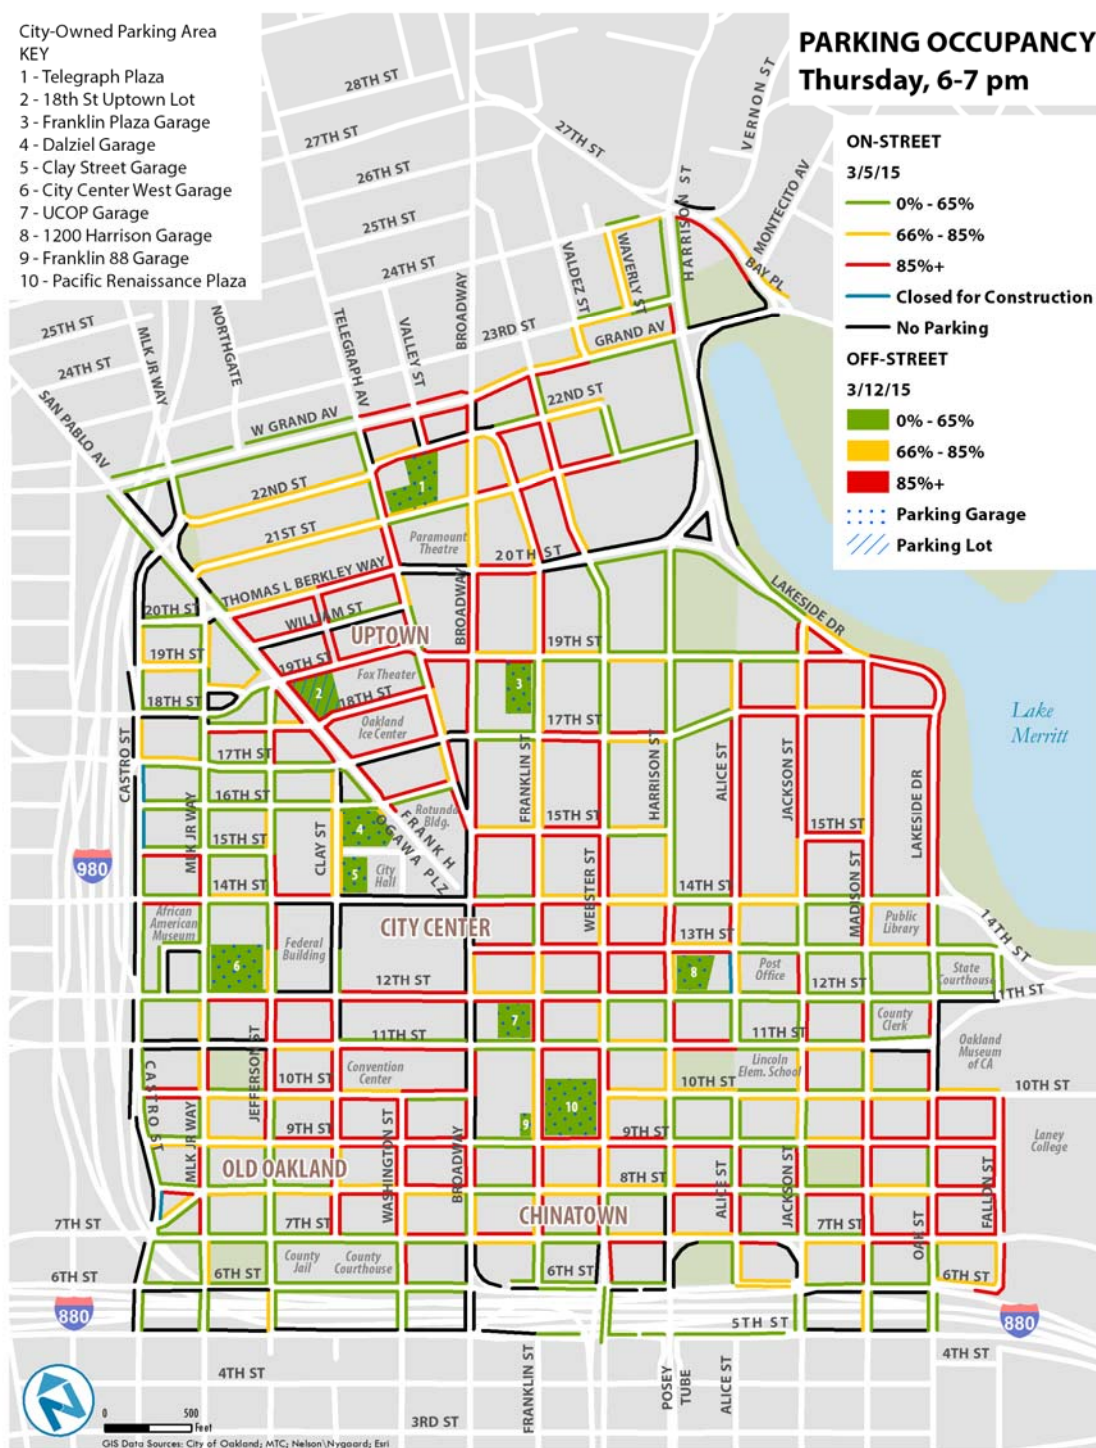 City-Owned Parking Area
KEY
1 - Telegraph Plaza
2 - 18th St Uptown Lot
3 - Franklin Plaza Garage
4 - Dalziel Garage
5 - Clay Street Garage
6 - City Center West Garage
7 - UCOP Garage
8 - 1200 Harrison Garage
9 - Franklin 88 Garage
10 - Pacific Renaissance Plaza
PARKING OCCUPANCY
Thursday, 6-7 pm
ON-STREET
3/5/15
0% - 65%
66% - 85%
85%+
Closed for Construction
No Parking
OFF-STREET
3/12/15
0% - 65%
66% - 85%
85%+
Parking Garage
Parking Lot
28TH ST
27TH ST
27TH ST
26TH ST
25TH ST
24TH ST
23RD ST
VERNON ST
MONTECITO AV
HARRISON ST
BAY PL
WAVERLY ST
VALDEZ ST
GRAND AV
BROADWAY
VALLEY ST
TELEGRAPH AV
NORTHGATE
MLK JR WAY
25TH ST
24TH ST
SAN PABLO AV
W GRAND AV
22ND ST
22ND ST
21ST ST
1
Paramount
Theatre
20TH ST
THOMAS L BERKLEY WAY
WILLIAM ST
UPTOWN
BROADWAY
LAKESIDE DR
20TH ST
19TH ST
19TH ST
19TH ST
Fox Theater
2
3
18TH ST
18TH ST
Oakland
Ice Center
17TH ST
17TH ST
Lake
Merritt
CASTRO ST
FRANKLIN ST
HARRISON ST
ALICE ST
JACKSON ST
LAKESIDE DR
16TH ST
MLK JR WAY
15TH ST
15TH ST
15TH ST
CLAY ST
4
FRANK H
OGAWA PLZ
Rotunda
Bldg.
980
5
City
Hall
14TH ST
14TH ST
WEBSTER ST
MADISON ST
14TH ST
African
American
Museum
Federal
Building
CITY CENTER
13TH ST
Public
Library
6
12TH ST
8
Post
Office
12TH ST
State
Courthouse
11TH ST
7
11TH ST
11TH ST
County
Clerk
Oakland
Museum
of CA
CASTRO ST
JEFFERSON ST
10TH ST
Convention
Center
10TH ST
Lincoln
Elem. School
10TH ST
10
9
MLK JR WAY
9TH ST
WASHINGTON ST
BROADWAY
9TH ST
Laney
College
OLD OAKLAND
8TH ST
ALICE ST
JACKSON ST
FALLON ST
7TH ST
7TH ST
CHINATOWN
7TH ST
OAK ST
6TH ST
6TH ST
County
Jail
County
Courthouse
6TH ST
6TH ST
880
5TH ST
880
4TH ST
4TH ST
FRANKLIN ST
POSEY
TUBE
ALICE ST
3RD ST
0
500
Feet
GIS Data Sources: City of Oakland; MTC; Nelson\Nygaard; Esri